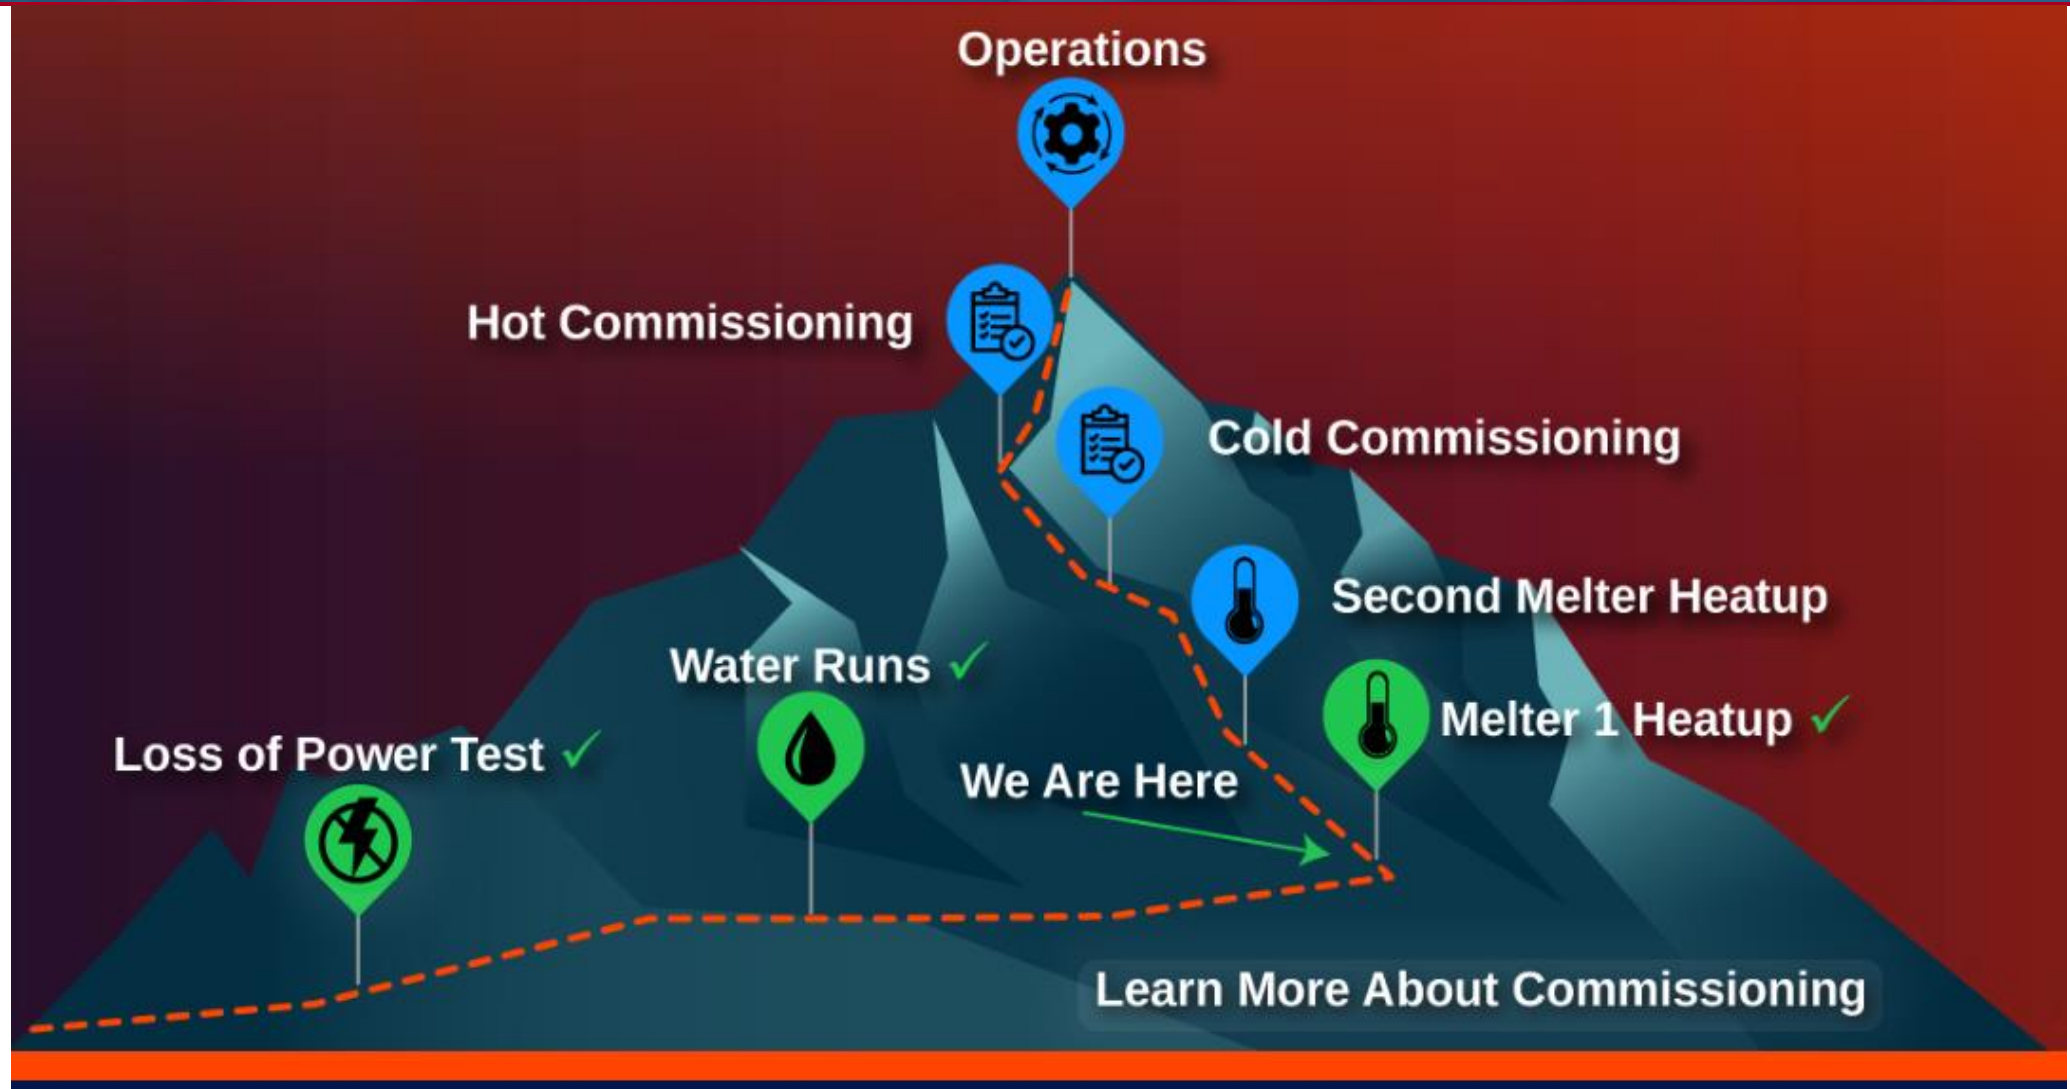 Operations
Hot Commissioning
Cold Commissioning
Second Melter Heatup
Water Runs ✓
Melter 1 Heatup ✓
Loss of Power Test ✓
We Are Here
Learn More About Commissioning